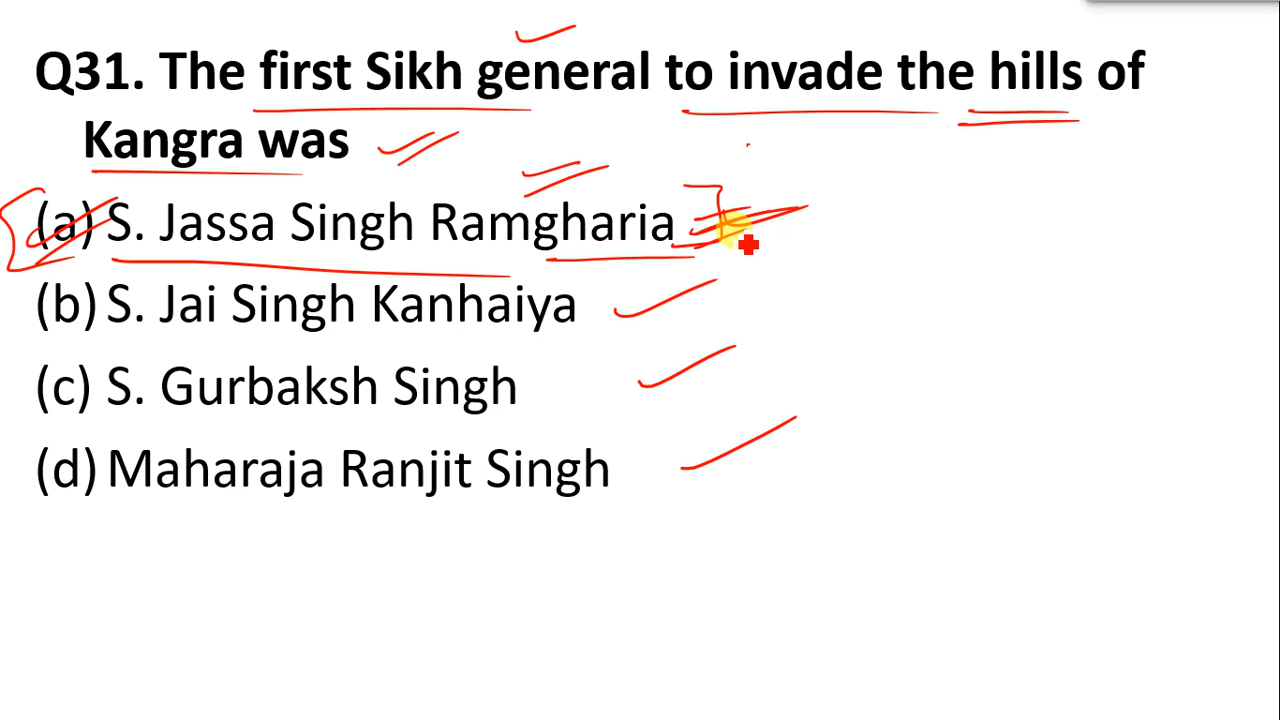 Q31. The first Sikh general to invade the hills of
Kangra was
(a) S. Jassa Singh Ramgharia
(b) S. Jai Singh Kanhaiya
(c) S. Gurbaksh Singh
(d) Maharaja Ranjit Singh